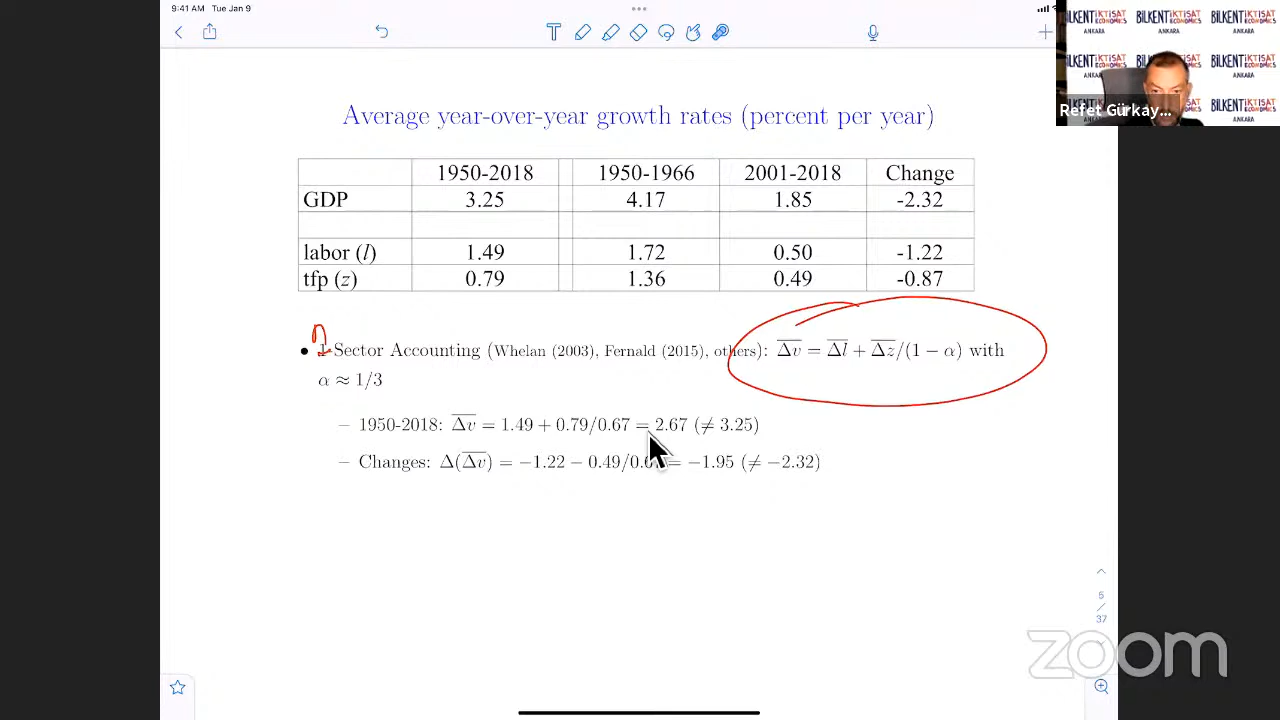 9:41 AM Tue Jan 9
BİLKENT İKTİSAT ECONOMICS ANKARA
Refet Gürkay...
Average year-over-year growth rates (percent per year)
1950-2018 1950-1966 2001-2018 Change
GDP 3.25 4.17 1.85 -2.32
labor (l) 1.49 1.72 0.50 -1.22
tfp (z) 0.79 1.36 0.49 -0.87
n
• 1 Sector Accounting (Whelan (2003), Fernald (2015), others): Δv̅ = Δl̅ + Δz̅/(1 − α) with
α ≈ 1/3
– 1950-2018: Δv̅ = 1.49 + 0.79/0.67 = 2.67 (≠ 3.25)
– Changes: Δ(Δv̅) = −1.22 − 0.49/0.6 = −1.95 (≠ −2.32)
5
/
37
zoom